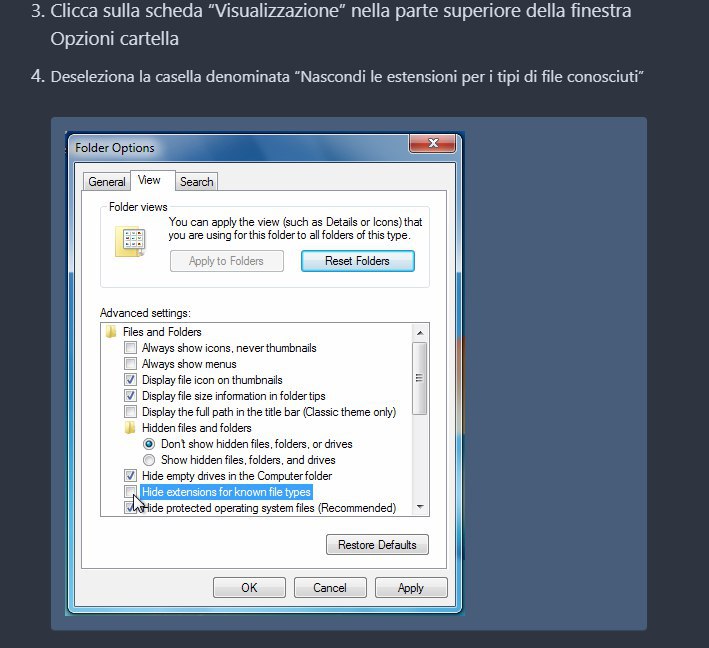 3. Clicca sulla scheda “Visualizzazione” nella parte superiore della finestra
Opzioni cartella
4. Deseleziona la casella denominata “Nascondi le estensioni per i tipi di file conosciuti”
Folder Options
General View Search
Folder views
You can apply the view (such as Details or Icons) that
you are using for this folder to all folders of this type.
Apply to Folders Reset Folders
Advanced settings:
Files and Folders
Always show icons, never thumbnails
Always show menus
Display file icon on thumbnails
Display file size information in folder tips
Display the full path in the title bar (Classic theme only)
Hidden files and folders
Don't show hidden files, folders, or drives
Show hidden files, folders, and drives
Hide empty drives in the Computer folder
Hide extensions for known file types
Hide protected operating system files (Recommended)
Restore Defaults
OK Cancel Apply